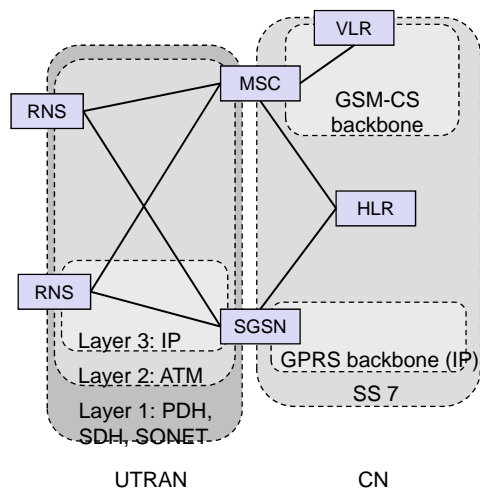 VLR
RNS
MSC
GSM-CS
backbone
HLR
RNS
SGSN
Layer 3: IP
GPRS backbone (IP)
Layer 2: ATM
SS 7
Layer 1: PDH,
SDH, SONET
UTRAN
CN